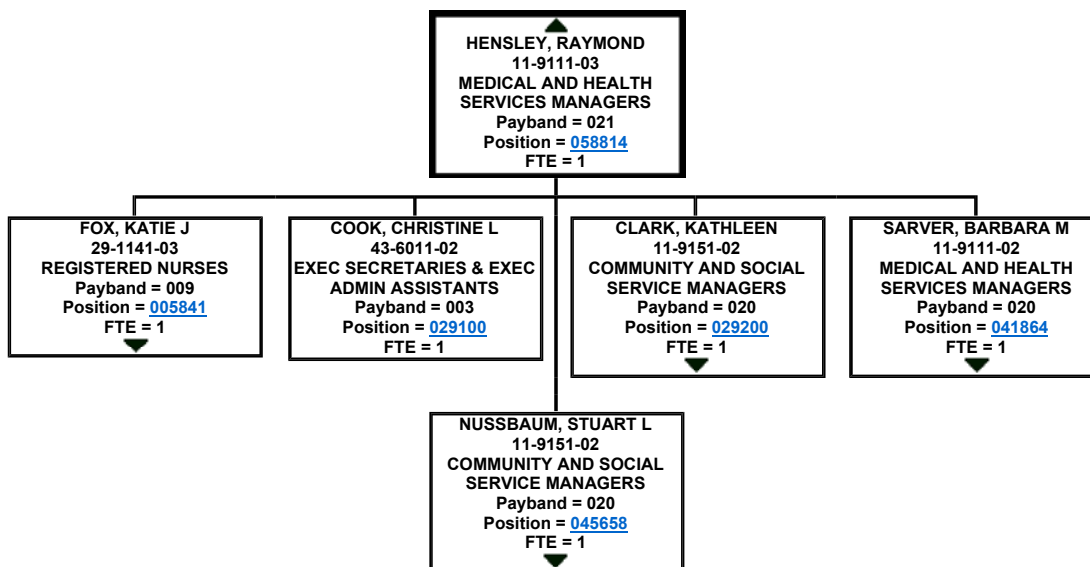 HENSLEY, RAYMOND
11-9111-03
MEDICAL AND HEALTH
SERVICES MANAGERS
Payband = 021
Position = 058814
FTE = 1
FOX, KATIE J
29-1141-03
REGISTERED NURSES
Payband = 009
Position = 005841
FTE = 1
COOK, CHRISTINE L
43-6011-02
EXEC SECRETARIES & EXEC
ADMIN ASSISTANTS
Payband = 003
Position = 029100
FTE = 1
CLARK, KATHLEEN
11-9151-02
COMMUNITY AND SOCIAL
SERVICE MANAGERS
Payband = 020
Position = 029200
FTE = 1
SARVER, BARBARA M
11-9111-02
MEDICAL AND HEALTH
SERVICES MANAGERS
Payband = 020
Position = 041864
FTE = 1
NUSSBAUM, STUART L
11-9151-02
COMMUNITY AND SOCIAL
SERVICE MANAGERS
Payband = 020
Position = 045658
FTE = 1